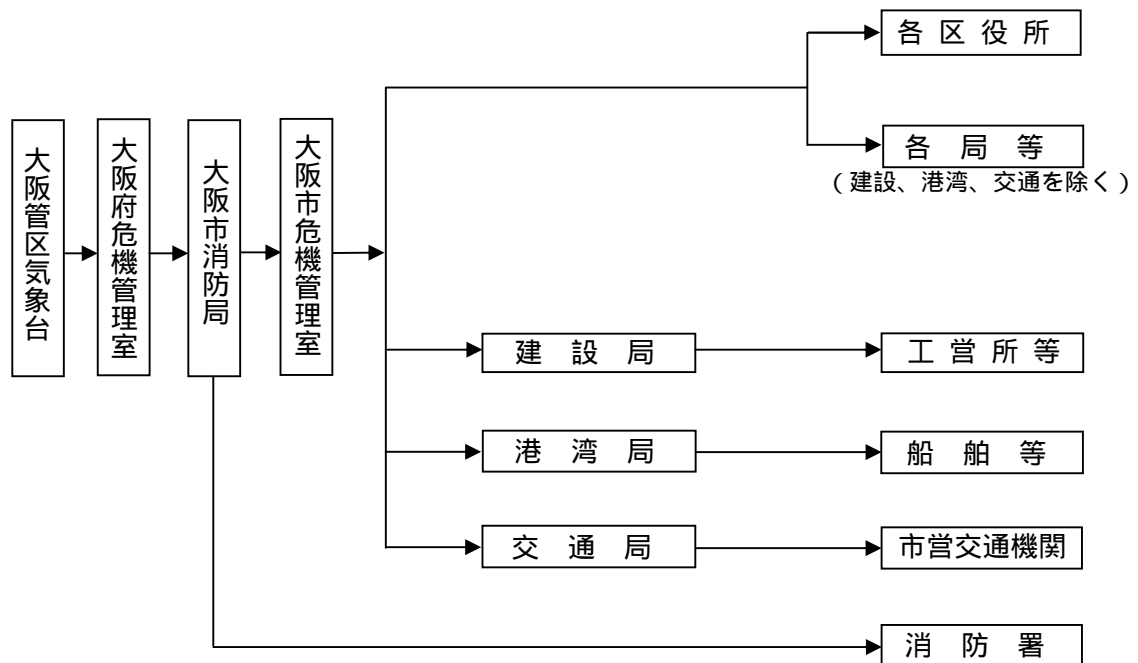 大阪管区気象台
大阪府危機管理室
大阪市消防局
大阪市危機管理室
各区役所
各局等
(建設、港湾、交通を除く)
建設局
工営所等
港湾局
船舶等
交通局
市営交通機関
消防署